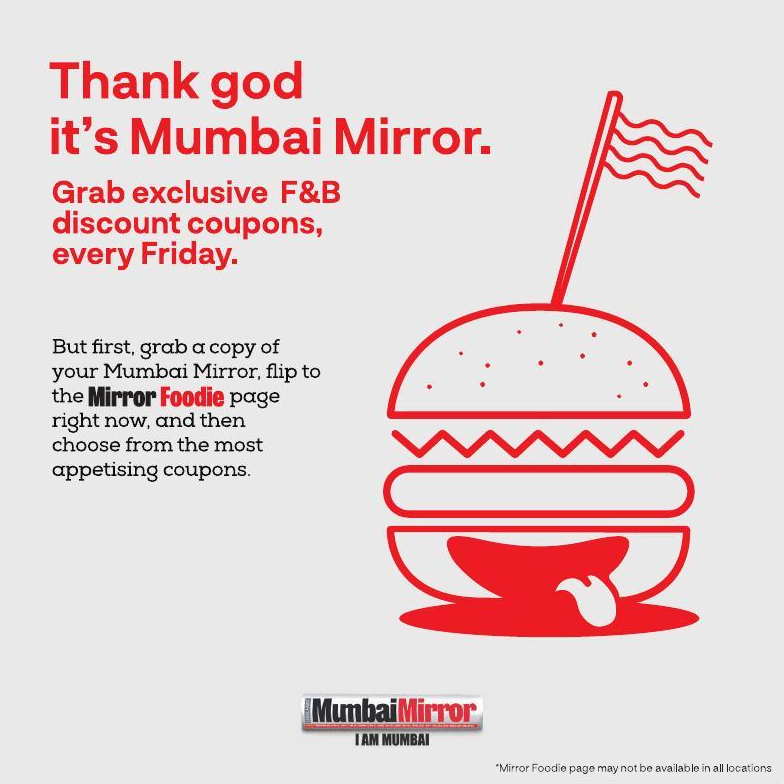 Thank god
it's Mumbai Mirror.
Grab exclusive F&B
discount coupons,
every Friday.
But first, grab a copy of
your Mumbai Mirror, flip to
the Mirror Foodie page
right now, and then
choose from the most
appetising coupons.
MumbaiMirror
I AM MUMBAI
*Mirror Foodie page may not be available in all locations